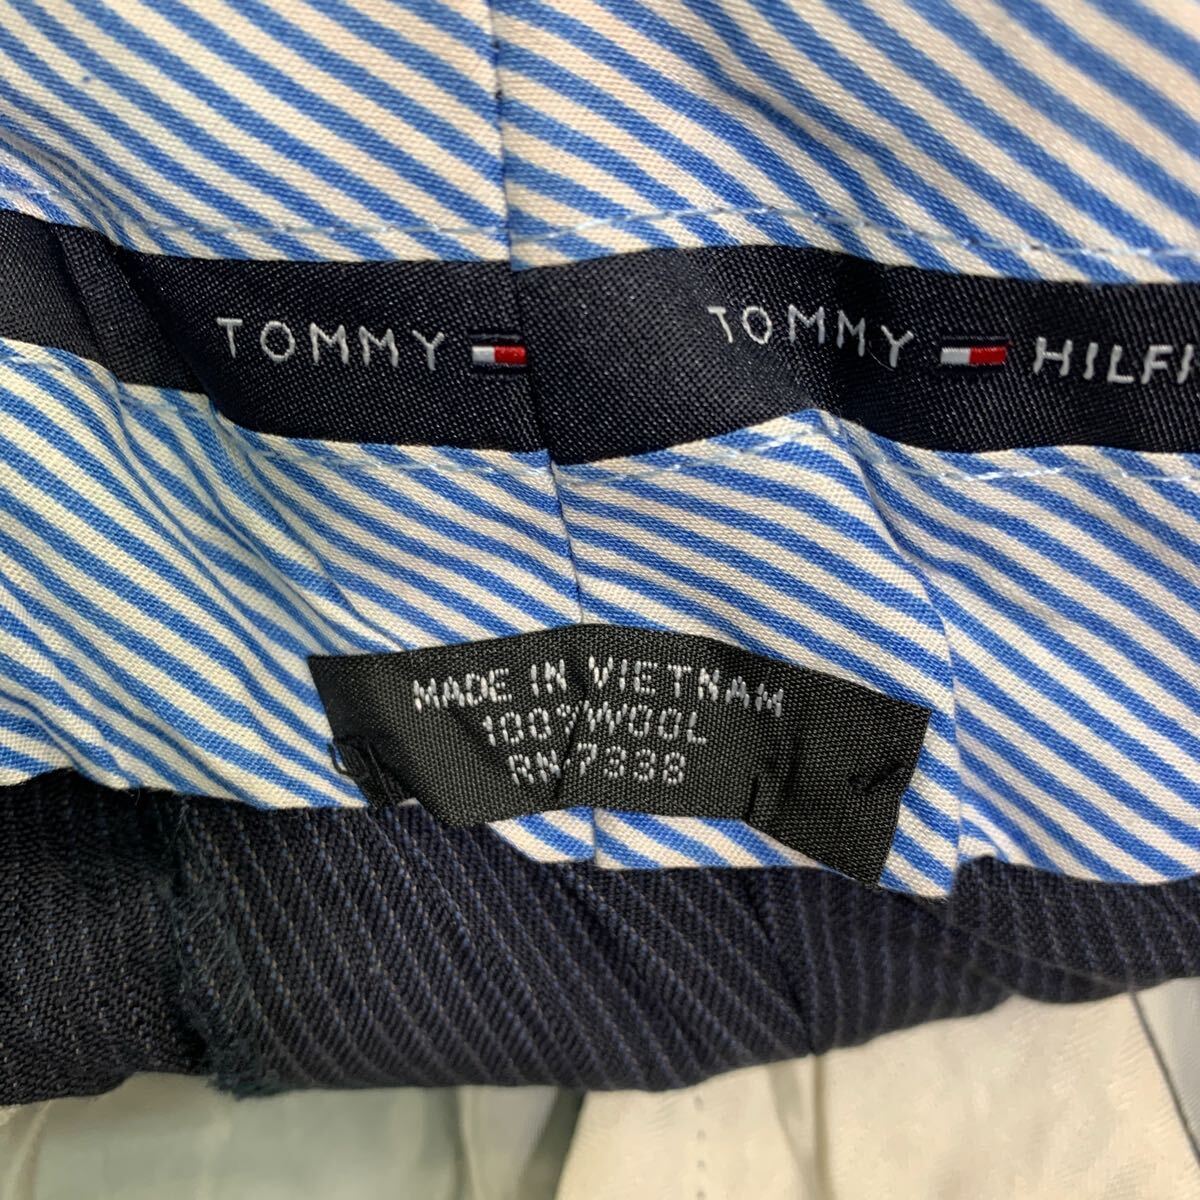 TOMMY TOMMY HILFI
MADE IN VIETNAM
100% WOOL
RN 7338